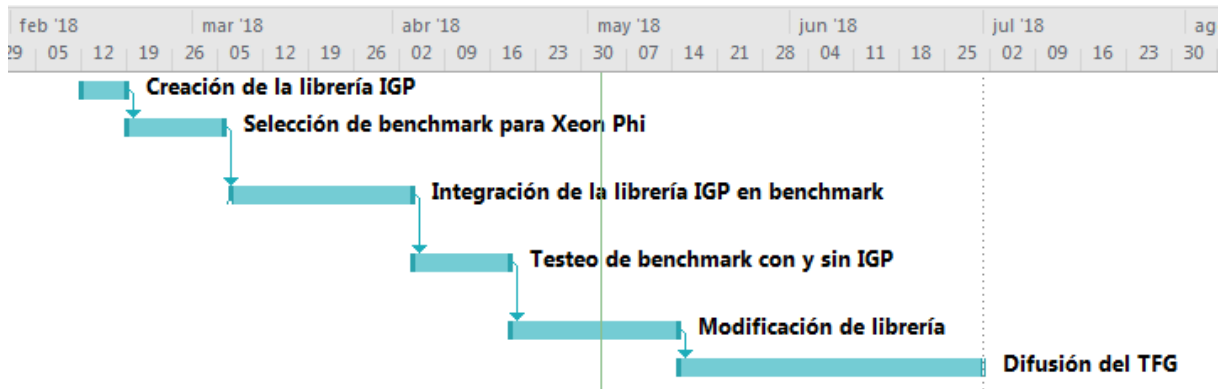 feb '18 mar '18 abr '18 may '18 jun '18 jul '18 ag
29 05 12 19 26 05 12 19 26 02 09 16 23 30 07 14 21 28 04 11 18 25 02 09 16 23 30
Creación de la librería IGP
Selección de benchmark para Xeon Phi
Integración de la librería IGP en benchmark
Testeo de benchmark con y sin IGP
Modificación de librería
Difusión del TFG